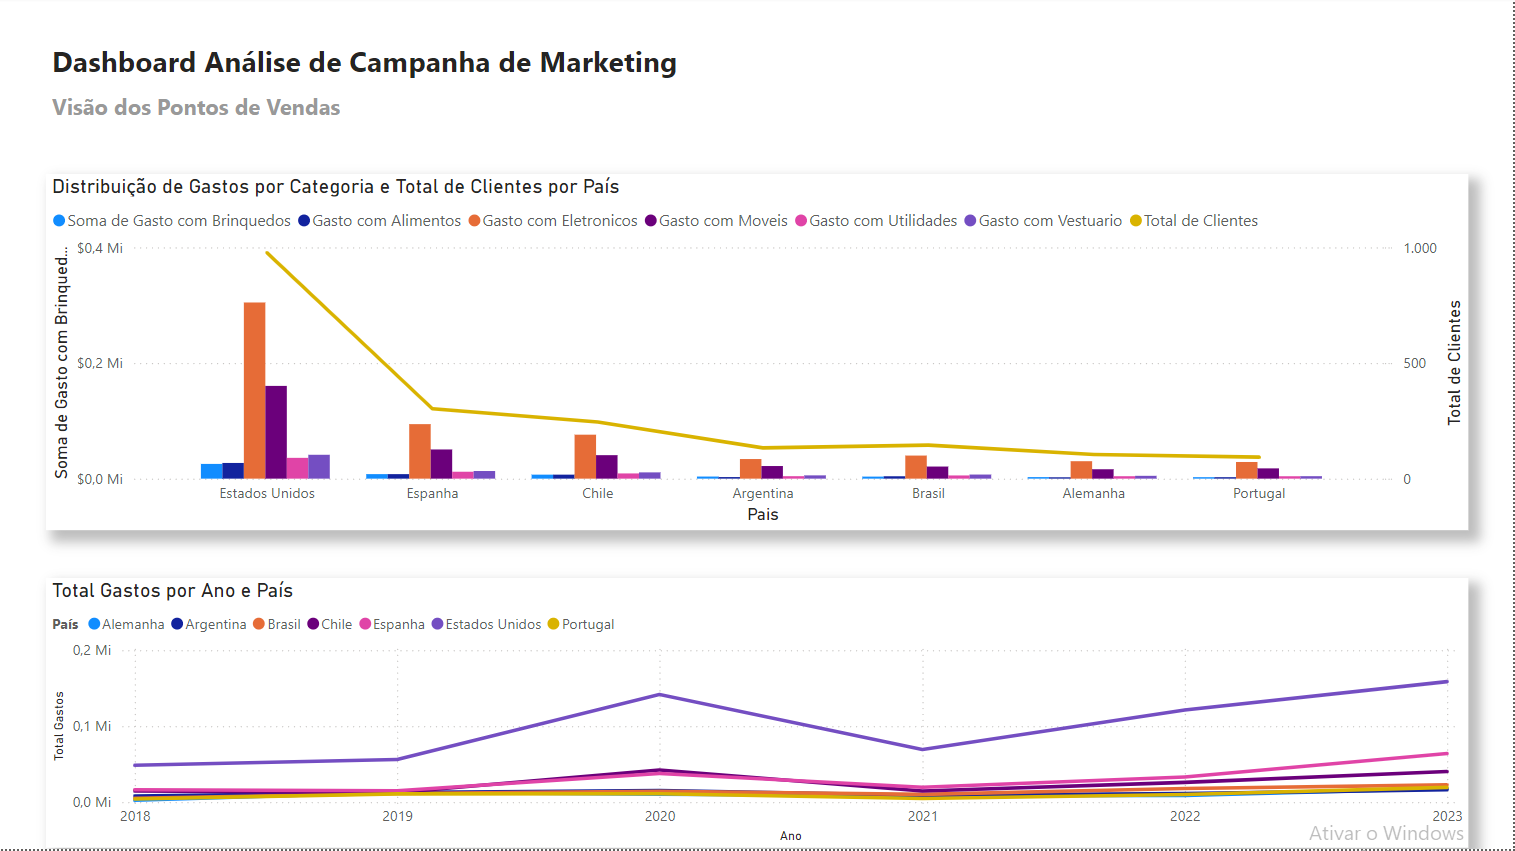 Dashboard Análise de Campanha de Marketing
Visão dos Pontos de Vendas
Distribuição de Gastos por Categoria e Total de Clientes por País
Soma de Gasto com Brinquedos Gasto com Alimentos Gasto com Eletronicos Gasto com Moveis Gasto com Utilidades Gasto com Vestuario Total de Clientes
Soma de Gasto com Brinqued...
$0,4 Mi
$0,2 Mi
$0,0 Mi
1.000
500
0
Total de Clientes
Estados Unidos Espanha Chile Argentina Brasil Alemanha Portugal
Pais
Total Gastos por Ano e País
País Alemanha Argentina Brasil Chile Espanha Estados Unidos Portugal
Total Gastos
0,2 Mi
0,1 Mi
0,0 Mi
2018 2019 2020 2021 2022 2023
Ano
Ativar o Windows